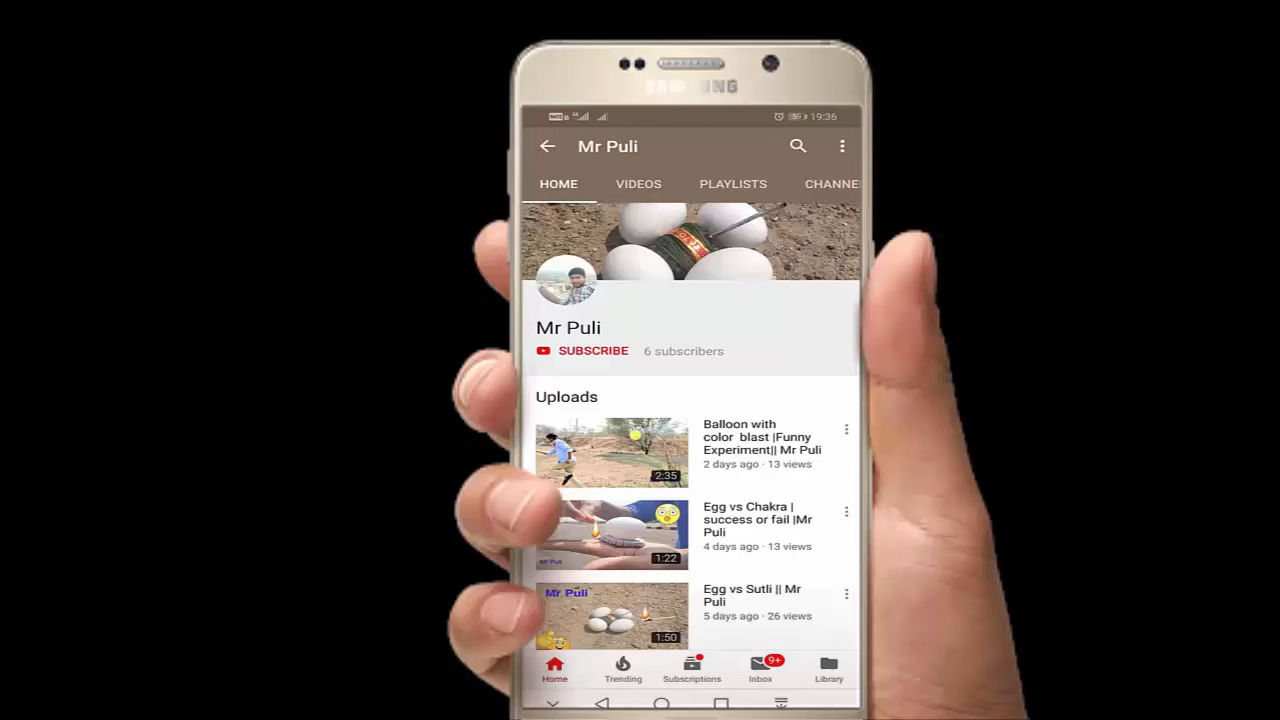 SAMSUNG
19:36
Mr Puli
HOME VIDEOS PLAYLISTS CHANNE
Mr Puli
SUBSCRIBE 6 subscribers
Uploads
Balloon with
color blast |Funny
Experiment|| Mr Puli
2 days ago · 13 views
2:35
Egg vs Chakra |
success or fail |Mr
Puli
4 days ago · 13 views
Mr Puli
1:22
Mr Puli
Egg vs Sutli || Mr
Puli
5 days ago · 26 views
1:50
9+
Home Trending Subscriptions Inbox Library